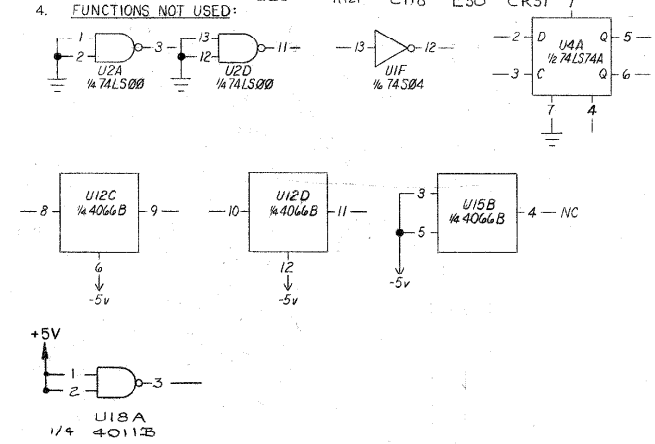 4. FUNCTIONS NOT USED:
1
2
3
U2A
1/4 74LS00
13
12
11
U2D
1/4 74LS00
13
12
U1F
1/6 74S04
2 D
3 C
U4A
1/2 74LS74A
Q 5
Q 6
7
4
8
U12C
1/4 4066B
9
6
-5v
10
U12D
1/4 4066B
11
12
-5v
3
5
U15B
1/4 4066B
4 NC
-5v
+5V
1
2
3
U18A
1/4 4011B